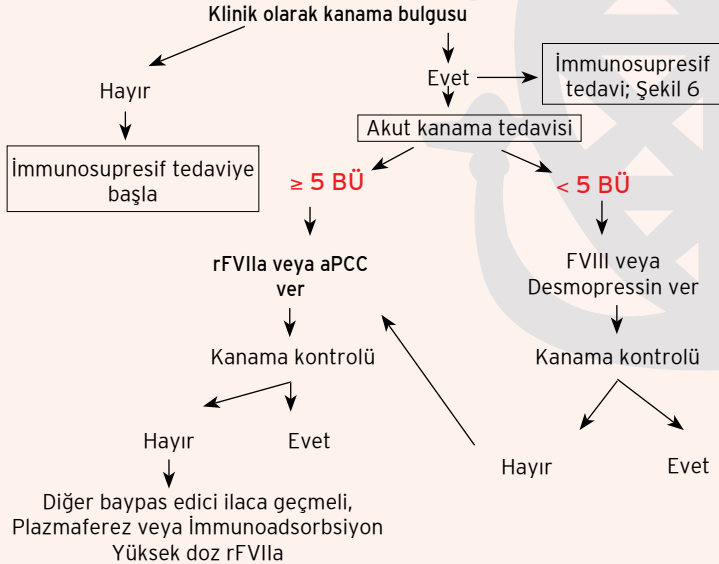 Klinik olarak kanama bulgusu
Hayır
Evet
İmmunosupresif
tedavi; Şekil 6
Akut kanama tedavisi
İmmunosupresif tedaviye
başla
≥ 5 BÜ
< 5 BÜ
rFVIIa veya aPCC
ver
FVIII veya
Desmopressin ver
Kanama kontrolü
Kanama kontrolü
Hayır
Evet
Hayır
Evet
Diğer baypas edici ilaca geçmeli,
Plazmaferez veya İmmunoadsorbsiyon
Yüksek doz rFVIIa